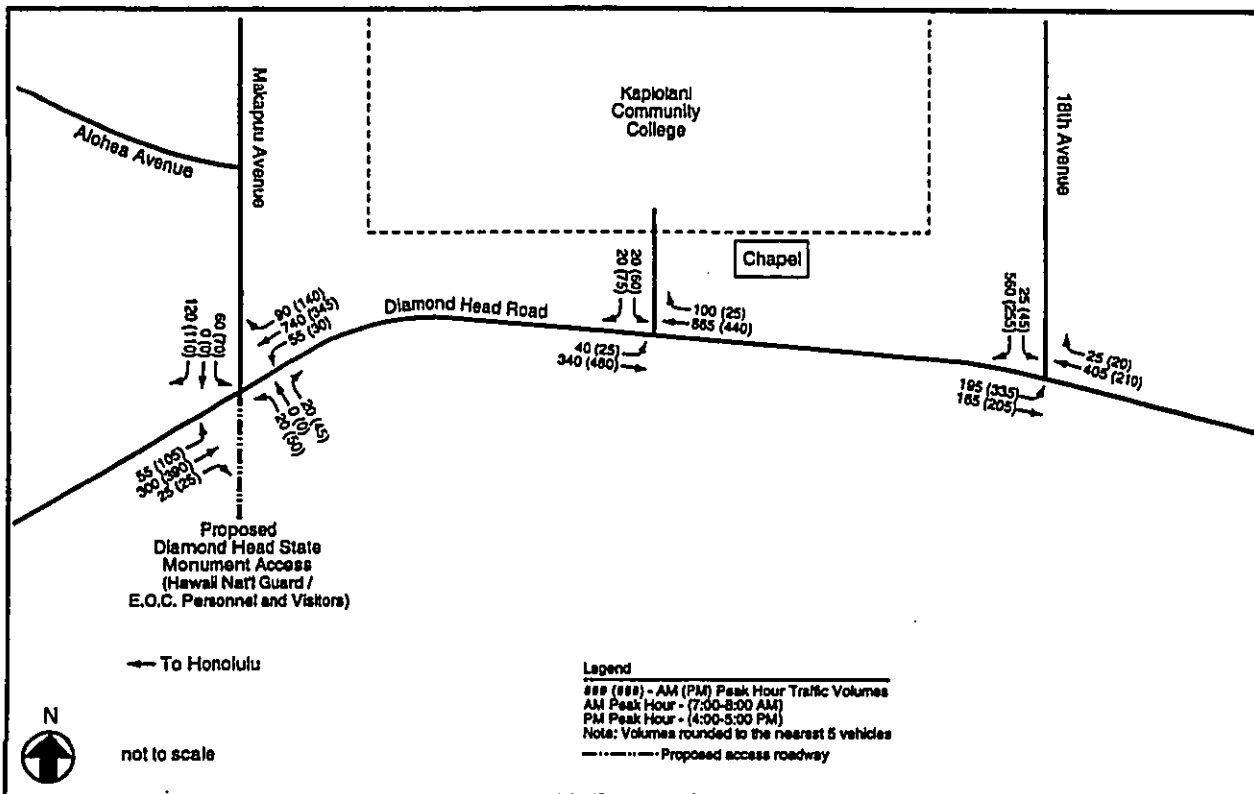 Kapiolani
Community
College
Makapuu Avenue
Alohea Avenue
18th Avenue
Chapel
Diamond Head Road
20 (60)
20 (75)
100 (25)
865 (440)
40 (25)
340 (480)
25 (45)
560 (255)
25 (20)
405 (210)
195 (335)
165 (205)
90 (140)
740 (345)
55 (30)
60 (70)
0 (0)
120 (110)
20 (45)
0 (0)
20 (50)
55 (105)
300 (390)
25 (25)
Proposed
Diamond Head State
Monument Access
(Hawaii Nat'l Guard /
E.O.C. Personnel and Visitors)
To Honolulu
N
not to scale
Legend
### (###) - AM (PM) Peak Hour Traffic Volumes
AM Peak Hour - (7:00-8:00 AM)
PM Peak Hour - (4:00-5:00 PM)
Note: Volumes rounded to the nearest 5 vehicles
Proposed access roadway